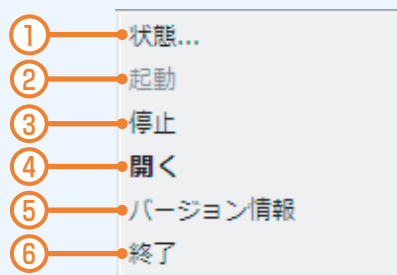 ① 状態...
② 起動
③ 停止
④ 開く
⑤ バージョン情報
⑥ 終了